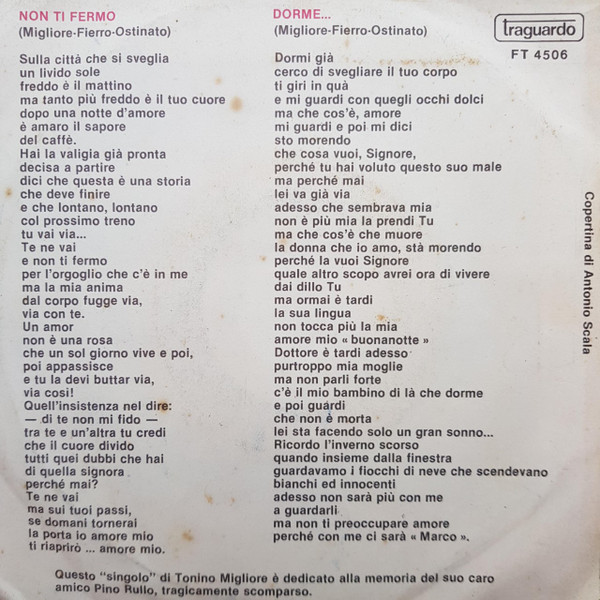 NON TI FERMO
(Migliore-Fierro-Ostinato)
Sulla città che si sveglia
un livido sole
freddo è il mattino
ma tanto più freddo è il tuo cuore
dopo una notte d'amore
è amaro il sapore
del caffè.
Hai la valigia già pronta
decisa a partire
dici che questa è una storia
che deve finire
e che lontano, lontano
col prossimo treno
tu vai via...
Te ne vai
e non ti fermo
per l'orgoglio che c'è in me
ma la mia anima
dal corpo fugge via,
via con te.
Un amor
non è una rosa
che un sol giorno vive e poi,
poi appassisce
e tu la devi buttar via,
via così!
Quell'insistenza nel dire:
— di te non mi fido —
tra te e un'altra tu credi
che il cuore divido
tutti quei dubbi che hai
di quella signora
perché mai?
Te ne vai
ma sui tuoi passi,
se domani tornerai
la porta io amore mio
ti riaprirò ... amore mio.
DORME...
(Migliore-Fierro-Ostinato)
Dormi già
cerco di svegliare il tuo corpo
ti giri in quà
e mi guardi con quegli occhi dolci
ma che cos'è, amore
mi guardi e poi mi dici
sto morendo
che cosa vuoi, Signore,
perché tu hai voluto questo suo male
ma perché mai
lei va già via
adesso che sembrava mia
non è più mia la prendi Tu
ma che cos'è che muore
la donna che io amo, stà morendo
perché la vuoi Signore
quale altro scopo avrei ora di vivere
dai dillo Tu
ma ormai è tardi
la sua lingua
non tocca più la mia
amore mio « buonanotte »
Dottore è tardi adesso
purtroppo mia moglie
ma non parli forte
c'è il mio bambino di là che dorme
e poi guardi
che non è morta
lei sta facendo solo un gran sonno...
Ricordo l'inverno scorso
quando insieme dalla finestra
guardavamo i fiocchi di neve che scendevano
bianchi ed innocenti
adesso non sarà più con me
a guardarli
ma non ti preoccupare amore
perché con me ci sarà « Marco ».
traguardo
FT 4506
Copertina di Antonio Scala
Questo "singolo" di Tonino Migliore è dedicato alla memoria del suo caro
amico Pino Rullo, tragicamente scomparso.